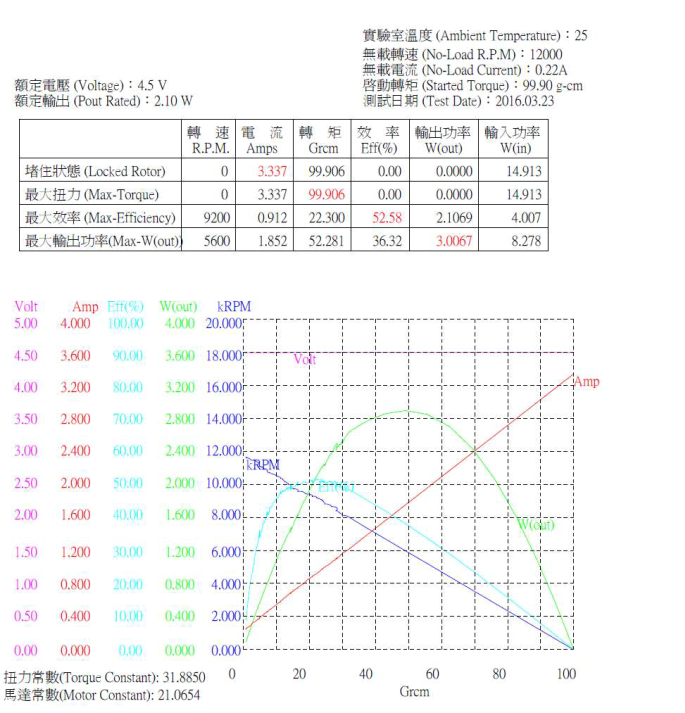 實驗室溫度 (Ambient Temperature)：25
無載轉速 (No-Load R.P.M)：12000
無載電流 (No-Load Current)：0.22A
額定電壓 (Voltage)：4.5 V
啓動轉矩 (Started Torque)：99.90 g-cm
額定輸出 (Pout Rated)：2.10 W
測試日期 (Test Date)：2016.03.23
轉 速 電 流 轉 矩 效 率 輸出功率 輸入功率
R.P.M. Amps Grcm Eff(%) W(out) W(in)
堵住狀態 (Locked Rotor) 0 3.337 99.906 0.00 0.0000 14.913
最大扭力 (Max-Torque) 0 3.337 99.906 0.00 0.0000 14.913
最大效率 (Max-Efficiency) 9200 0.912 22.300 52.58 2.1069 4.007
最大輸出功率(Max-W(out)) 5600 1.852 52.281 36.32 3.0067 8.278
Volt Amp Eff(%) W(out) kRPM
5.00 4.000 100.00 4.000 20.000
4.50 3.600 90.00 3.600 18.000
Volt
4.00 3.200 80.00 3.200 16.000
Amp
3.50 2.800 70.00 2.800 14.000
3.00 2.400 60.00 2.400 12.000
kRPM
2.50 2.000 50.00 2.000 10.000
Eff(%)
2.00 1.600 40.00 1.600 8.000
W(out)
1.50 1.200 30.00 1.200 6.000
1.00 0.800 20.00 0.800 4.000
0.50 0.400 10.00 0.400 2.000
0.00 0.000 0.00 0.000 0.000
0 20 40 60 80 100
Grcm
扭力常數(Torque Constant): 31.8850
馬達常數(Motor Constant): 21.0654